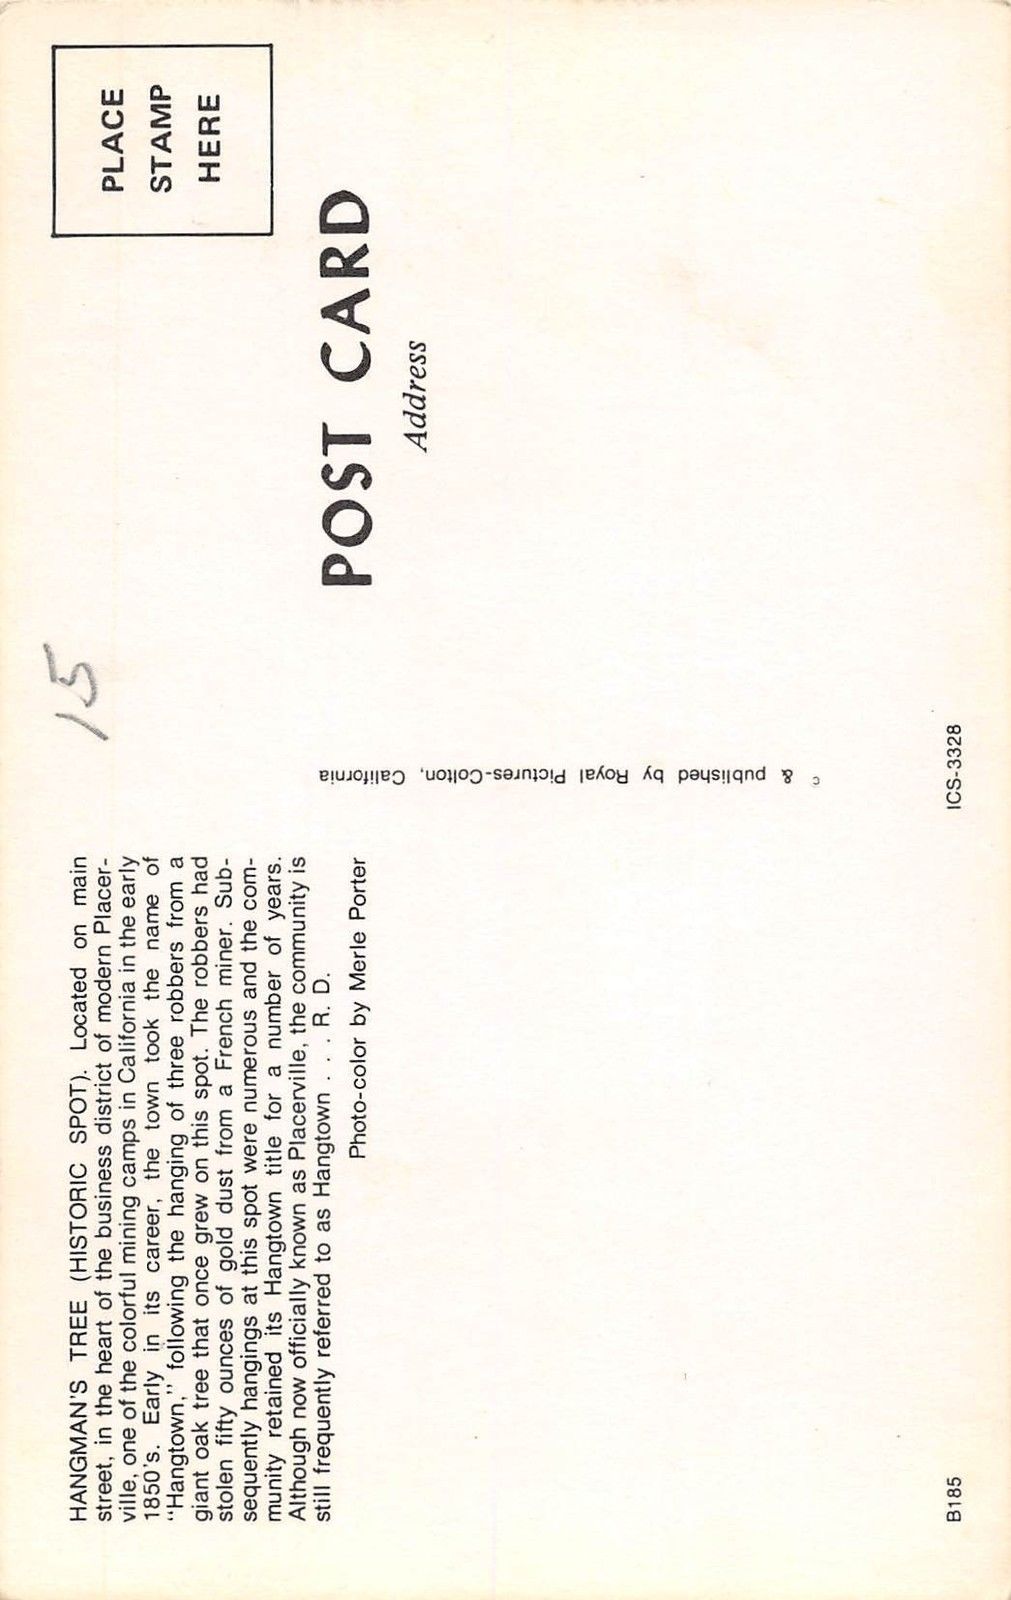 HANGMAN'S TREE (HISTORIC SPOT). Located on main
street, in the heart of the business district of modern Placer-
ville, one of the colorful mining camps in California in the early
1850's. Early in its career, the town took the name of
"Hangtown," following the hanging of three robbers from a
giant oak tree that once grew on this spot. The robbers had
stolen fifty ounces of gold dust from a French miner. Sub-
sequently hangings at this spot were numerous and the com-
munity retained its Hangtown title for a number of years.
Although now officially known as Placerville, the community is
still frequently referred to as Hangtown . . . R. D.
Photo-color by Merle Porter
B185
15
c & published by Royal Pictures-Colton, California
ICS-3328
PLACE
STAMP
HERE
POST CARD
Address